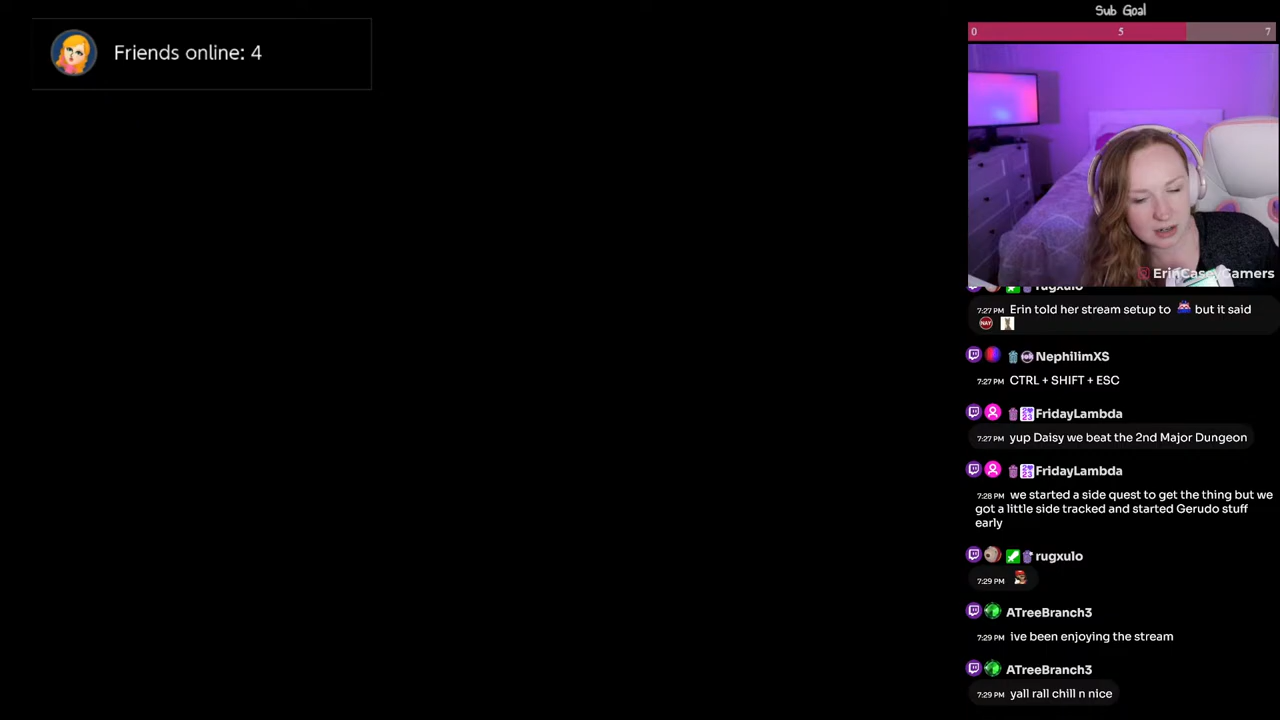 Friends online: 4
Sub Goal
0 5 7
ErinCaseyGamers
rugxulo
7:27 PM Erin told her stream setup to but it said
NAY
NephilimXS
7:27 PM CTRL + SHIFT + ESC
FridayLambda
7:27 PM yup Daisy we beat the 2nd Major Dungeon
FridayLambda
7:28 PM we started a side quest to get the thing but we
got a little side tracked and started Gerudo stuff
early
rugxulo
7:29 PM
ATreeBranch3
7:29 PM ive been enjoying the stream
ATreeBranch3
7:29 PM yall rall chill n nice